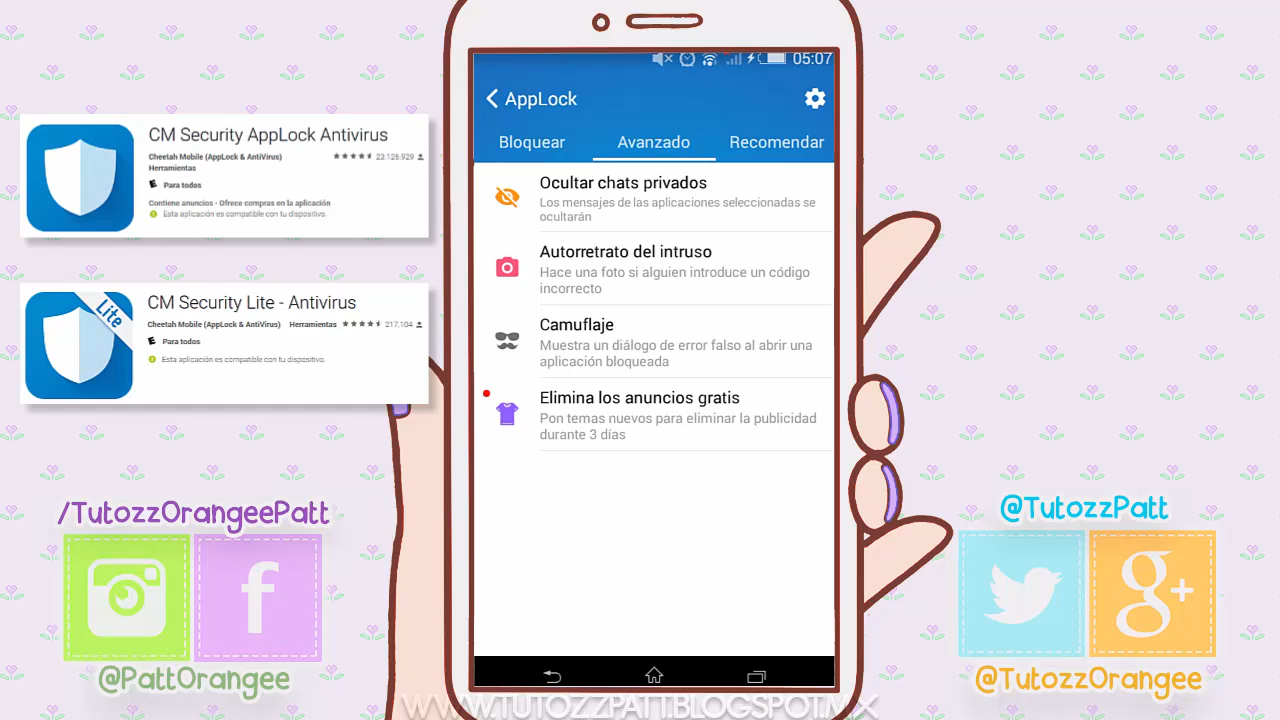 CM Security AppLock Antivirus
Cheetah Mobile (AppLock & AntiVirus)
22.126.929
Herramientas
Para todos
Contiene anuncios · Ofrece compras en la aplicación
Esta aplicación es compatible con tu dispositivo.
CM Security Lite - Antivirus
Lite
Cheetah Mobile (AppLock & AntiVirus) Herramientas
217.104
Para todos
Esta aplicación es compatible con tu dispositivo.
/TutozzOrangeePatt
f
@PattOrangee
05:07
AppLock
Bloquear
Avanzado
Recomendar
Ocultar chats privados
Los mensajes de las aplicaciones seleccionadas se
ocultarán
Autorretrato del intruso
Hace una foto si alguien introduce un código
incorrecto
Camuflaje
Muestra un diálogo de error falso al abrir una
aplicación bloqueada
Elimina los anuncios gratis
Pon temas nuevos para eliminar la publicidad
durante 3 días
@TutozzPatt
g+
@TutozzOrangee
WWW.TUTOZZPATT.BLOGSPOT.MX